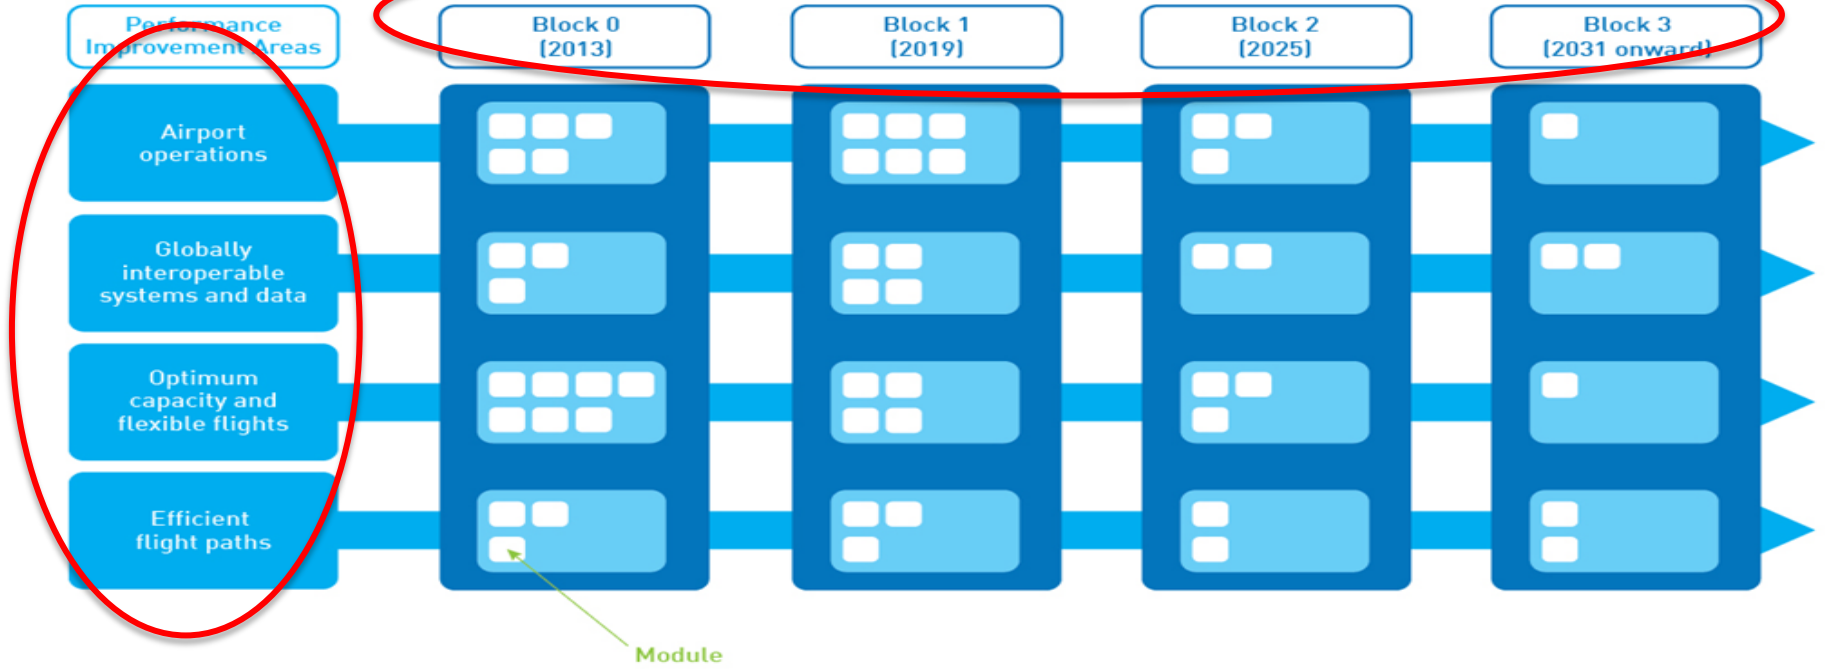 Performance
Improvement Areas
Block 0
(2013)
Block 1
(2019)
Block 2
(2025)
Block 3
(2031 onward)
Airport
operations
Globally
interoperable
systems and data
Optimum
capacity and
flexible flights
Efficient
flight paths
Module